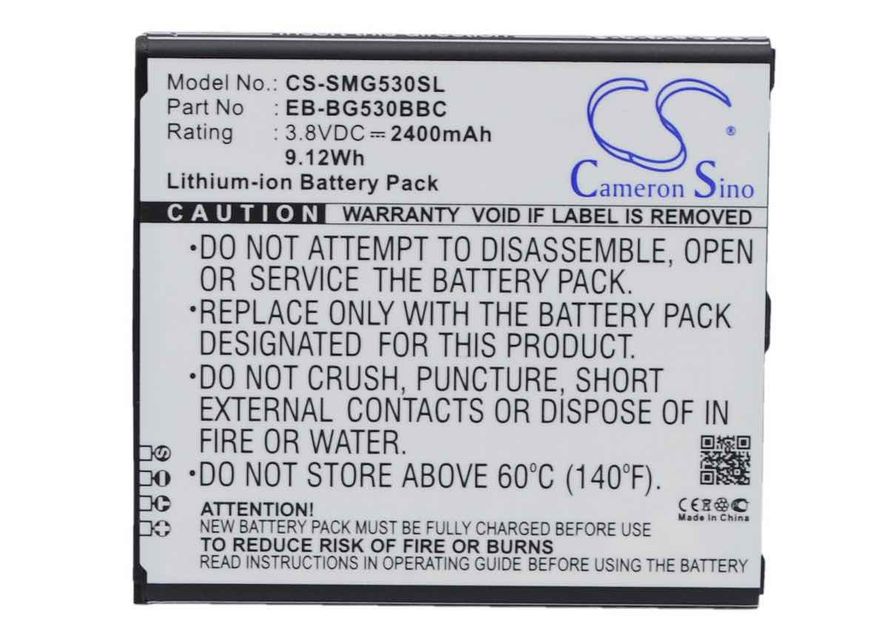 Model No.: CS-SMG530SL
Part No : EB-BG530BBC
Rating : 3.8VDC ⎓ 2400mAh
9.12Wh
Lithium-ion Battery Pack
CS ®
Cameron Sino
CAUTION WARRANTY VOID IF LABEL IS REMOVED
•DO NOT ATTEMPT TO DISASSEMBLE, OPEN
OR SERVICE THE BATTERY PACK.
•REPLACE ONLY WITH THE BATTERY PACK
DESIGNATED FOR THIS PRODUCT.
•DO NOT CRUSH, PUNCTURE, SHORT
EXTERNAL CONTACTS OR DISPOSE OF IN
FIRE OR WATER.
•DO NOT STORE ABOVE 60°C (140°F).
CE
Made in China
ATTENTION!
NEW BATTERY PACK MUST BE FULLY CHARGED BEFORE USE
TO REDUCE RISK OF FIRE OR BURNS
READ INSTRUCTIONS IN OPERATING GUIDE BEFORE USING THE BATTERY